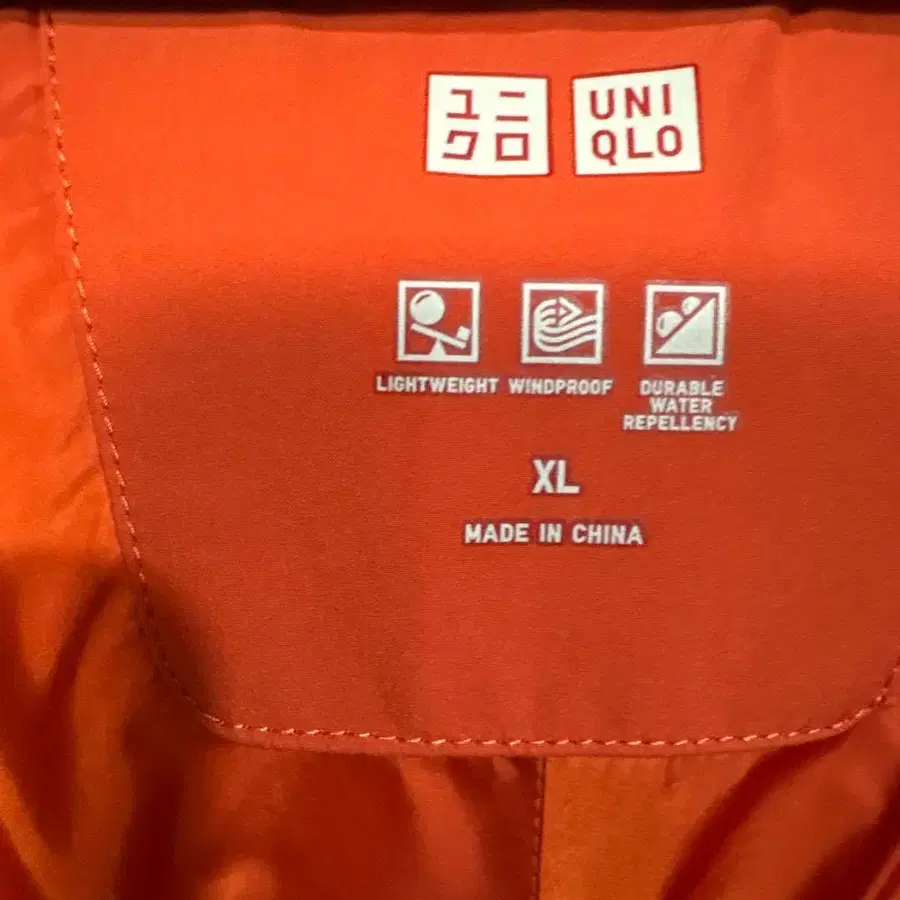 ユニ UNI
クロ QLO
LIGHTWEIGHT WINDPROOF DURABLE
WATER
REPELLENCY
XL
MADE IN CHINA